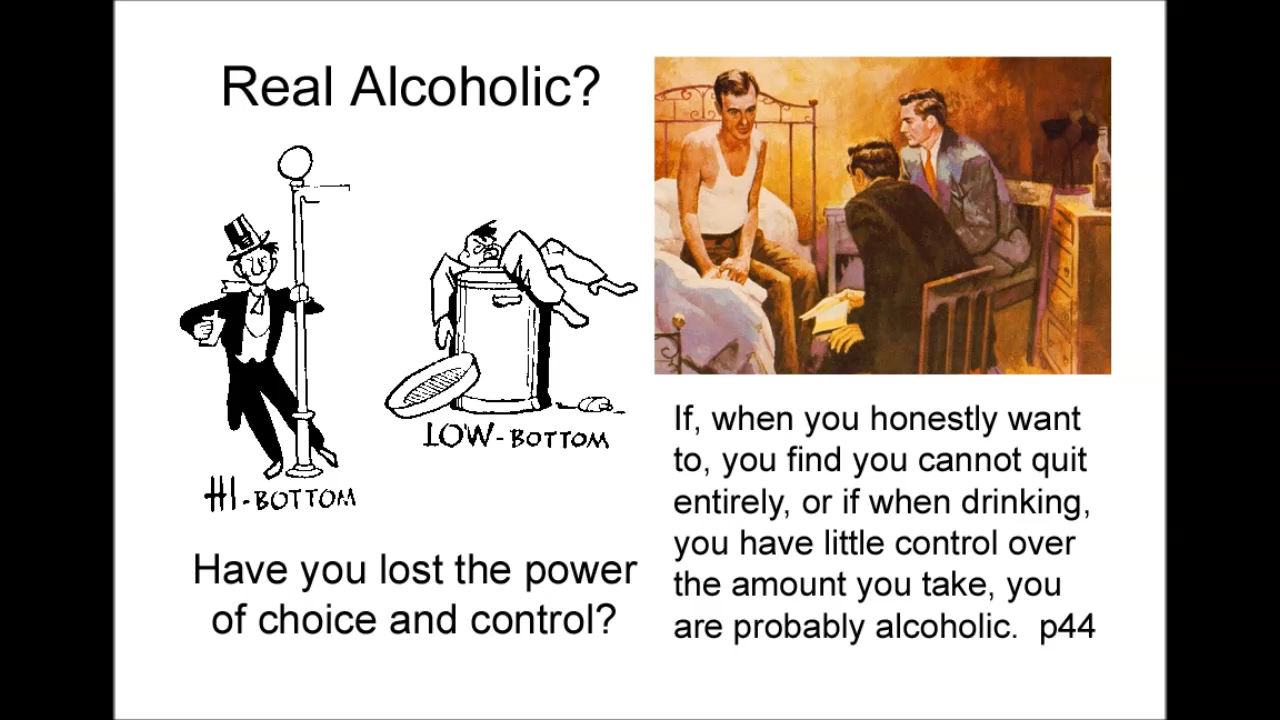 Real Alcoholic?
HI-BOTTOM
LOW-BOTTOM
Have you lost the power
of choice and control?
If, when you honestly want
to, you find you cannot quit
entirely, or if when drinking,
you have little control over
the amount you take, you
are probably alcoholic.  p44